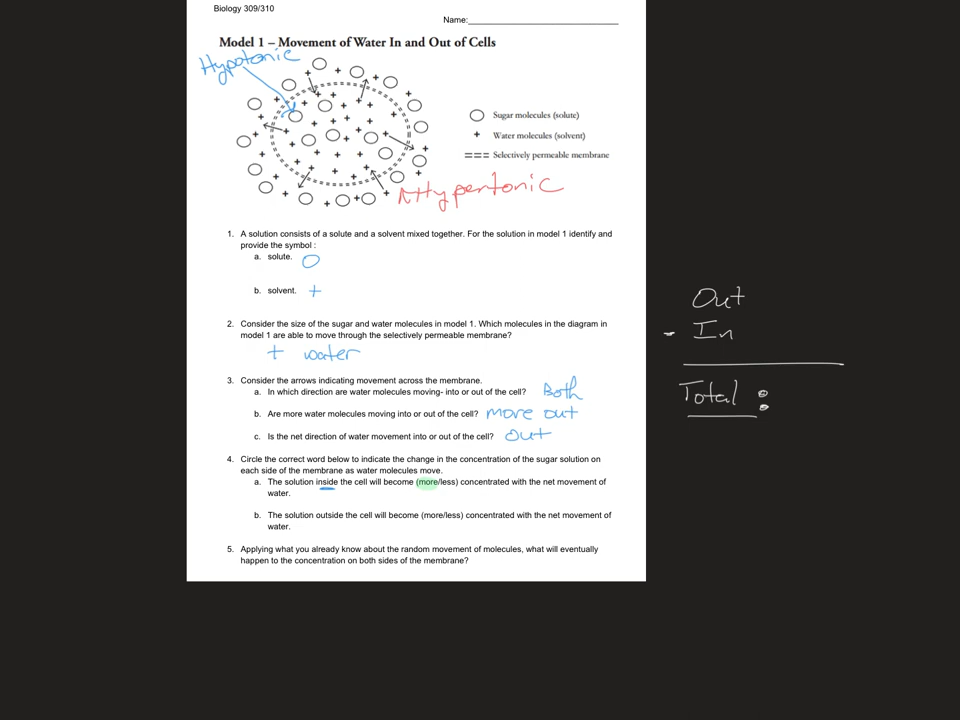 Biology 309/310
Name:
Model 1 – Movement of Water In and Out of Cells
Hypotonic
Sugar molecules (solute)
Water molecules (solvent)
Selectively permeable membrane
Hypertonic
1. A solution consists of a solute and a solvent mixed together. For the solution in model 1 identify and
provide the symbol :
a. solute. O
b. solvent. +
2. Consider the size of the sugar and water molecules in model 1. Which molecules in the diagram in
model 1 are able to move through the selectively permeable membrane?
+ water
3. Consider the arrows indicating movement across the membrane.
a. In which direction are water molecules moving- into or out of the cell? Both
b. Are more water molecules moving into or out of the cell? more out
c. Is the net direction of water movement into or out of the cell? out
4. Circle the correct word below to indicate the change in the concentration of the sugar solution on
each side of the membrane as water molecules move.
a. The solution inside the cell will become (more/less) concentrated with the net movement of
water.
b. The solution outside the cell will become (more/less) concentrated with the net movement of
water.
5. Applying what you already know about the random movement of molecules, what will eventually
happen to the concentration on both sides of the membrane?
Out
- In
Total :